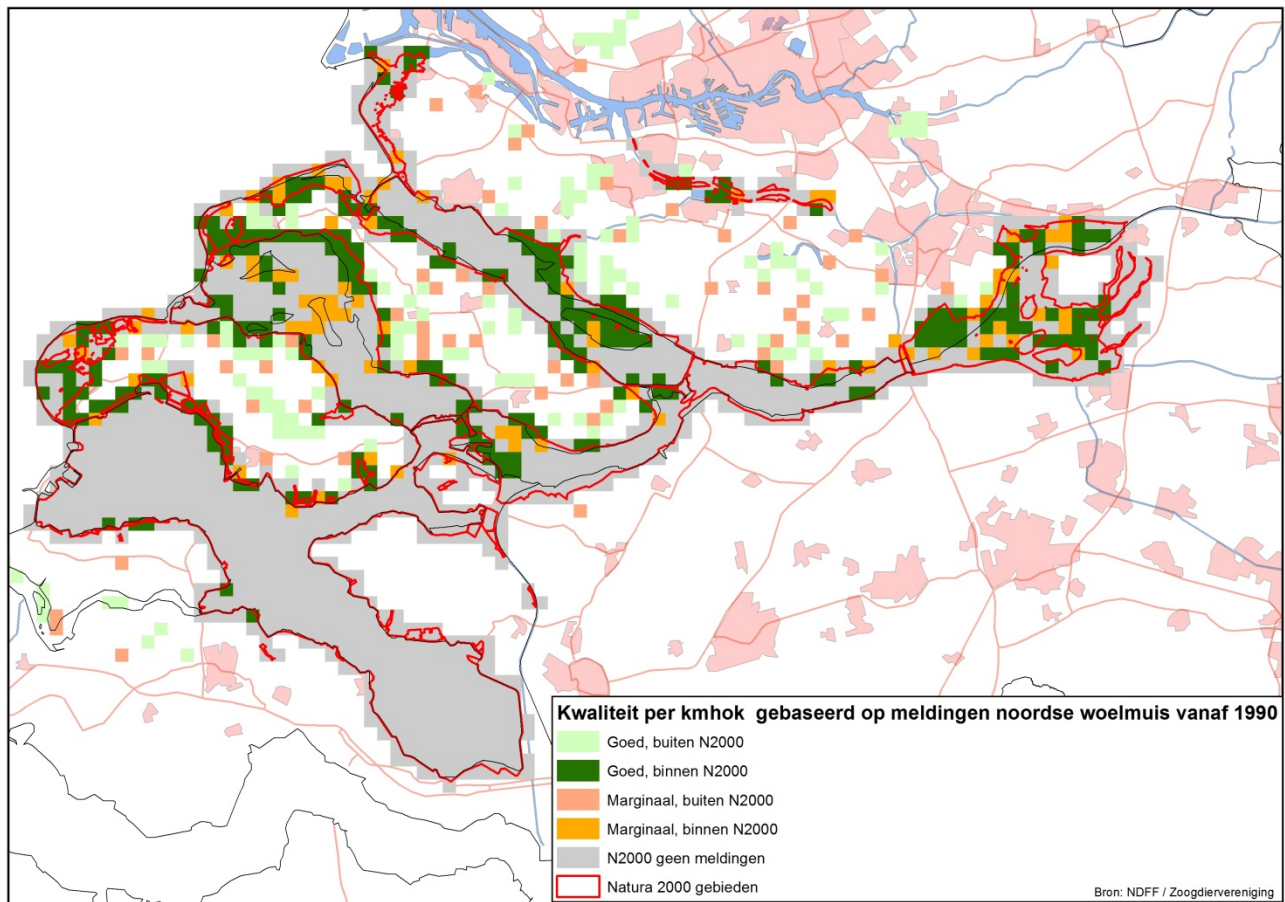 Kwaliteit per kmhok gebaseerd op meldingen noordse woelmuis vanaf 1990
Goed, buiten N2000
Goed, binnen N2000
Marginaal, buiten N2000
Marginaal, binnen N2000
N2000 geen meldingen
Natura 2000 gebieden
Bron: NDFF / Zoogdiervereniging